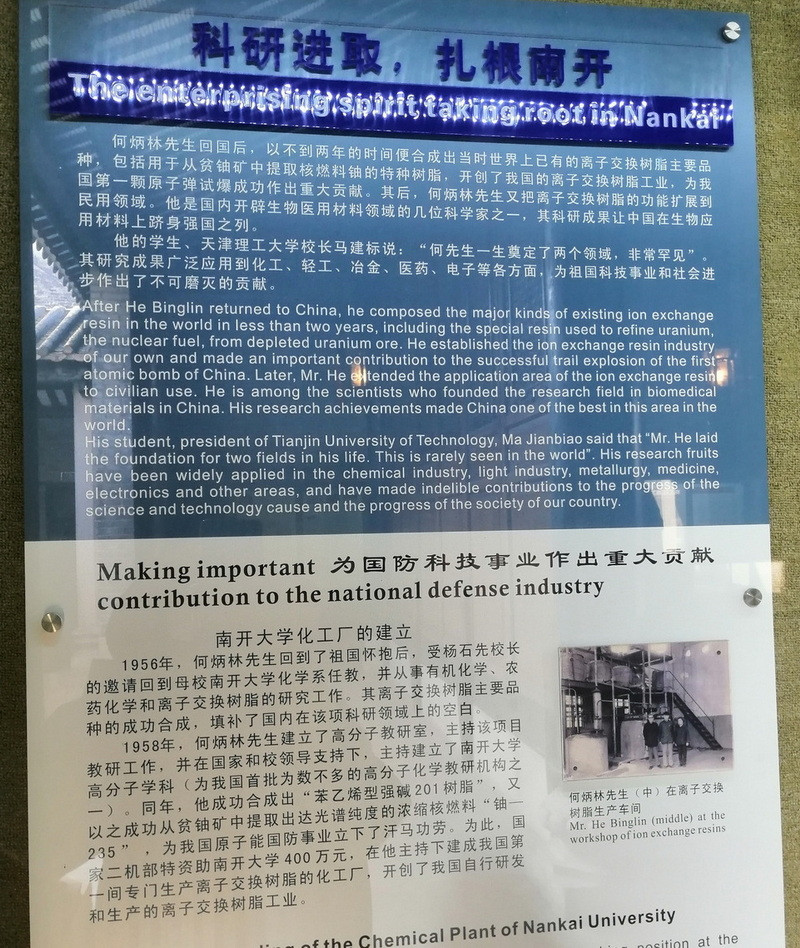 科研进取，扎根南开
The enterprising spirit taking root in Nankai
何炳林先生回国后，以不到两年的时间便合成出当时世界上已有的离子交换树脂主要品
种，包括用于从贫铀矿中提取核燃料铀的特种树脂，开创了我国的离子交换树脂工业，为我
国第一颗原子弹试爆成功作出重大贡献。其后，何炳林先生又把离子交换树脂的功能扩展到
民用领域。他是国内开辟生物医用材料领域的几位科学家之一，其科研成果让中国在生物应
用材料上跻身强国之列。
他的学生、天津理工大学校长马建标说：“何先生一生奠定了两个领域，非常罕见”。
其研究成果广泛应用到化工、轻工、冶金、医药、电子等各方面，为祖国科技事业和社会进
步作出了不可磨灭的贡献。
After He Binglin returned to China, he composed the major kinds of existing ion exchange
resin in the world in less than two years, including the special resin used to refine uranium,
the nuclear fuel, from depleted uranium ore. He established the ion exchange resin industry
of our own and made an important contribution to the successful trail explosion of the first
atomic bomb of China. Later, Mr. He extended the application area of the ion exchange resin
to civilian use. He is among the scientists who founded the research field in biomedical
materials in China. His research achievements made China one of the best in this area in the
world.
His student, president of Tianjin University of Technology, Ma Jianbiao said that “Mr. He laid
the foundation for two fields in his life. This is rarely seen in the world”. His research fruits
have been widely applied in the chemical industry, light industry, metallurgy, medicine,
electronics and other areas, and have made indelible contributions to the progress of the
science and technology cause and the progress of the society of our country.
Making important 为国防科技事业作出重大贡献
contribution to the national defense industry
南开大学化工厂的建立
1956年，何炳林先生回到了祖国怀抱后，受杨石先校长
的邀请回到母校南开大学化学系任教，并从事有机化学、农
药化学和离子交换树脂的研究工作。其离子交换树脂主要品
种的成功合成，填补了国内在该项科研领域上的空白。
1958年，何炳林先生建立了高分子教研室，主持该项目
教研工作，并在国家和校领导支持下，主持建立了南开大学
高分子学科（为我国首批为数不多的高分子化学教研机构之
一）。同年，他成功合成出“苯乙烯型强碱201树脂”，又
以之成功从贫铀矿中提取出达光谱纯度的浓缩核燃料“铀—
235”，为我国原子能国防事业立下了汗马功劳。为此，国
家二机部特资助南开大学400万元，在他主持下建成我国第
一间专门生产离子交换树脂的化工厂，开创了我国自行研发
和生产的离子交换树脂工业。
何炳林先生（中）在离子交换
树脂生产车间
Mr. He Binglin (middle) at the
workshop of ion exchange resins
of the Chemical Plant of Nankai University
position at the